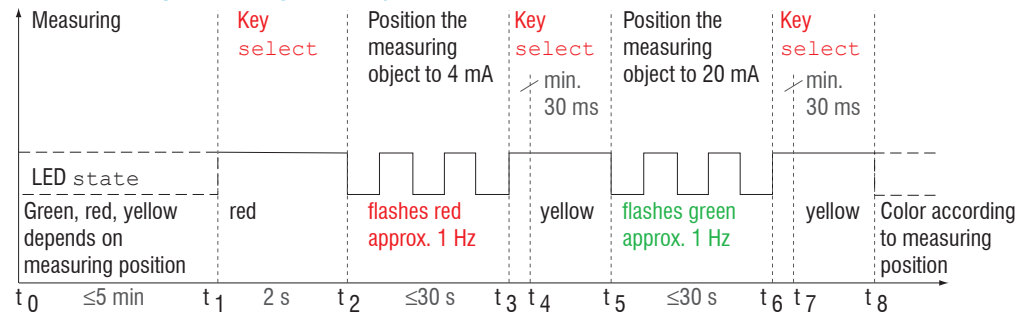 Measuring
Key
select
Position the
measuring
object to 4 mA
Key
select
min.
30 ms
Position the
measuring
object to 20 mA
Key
select
min.
30 ms
LED state
Green, red, yellow
depends on
measuring position
red
flashes red
approx. 1 Hz
yellow
flashes green
approx. 1 Hz
yellow
Color according
to measuring
position
t0 ≤5 min t1 2 s t2 ≤30 s t3 t4 t5 ≤30 s t6 t7 t8